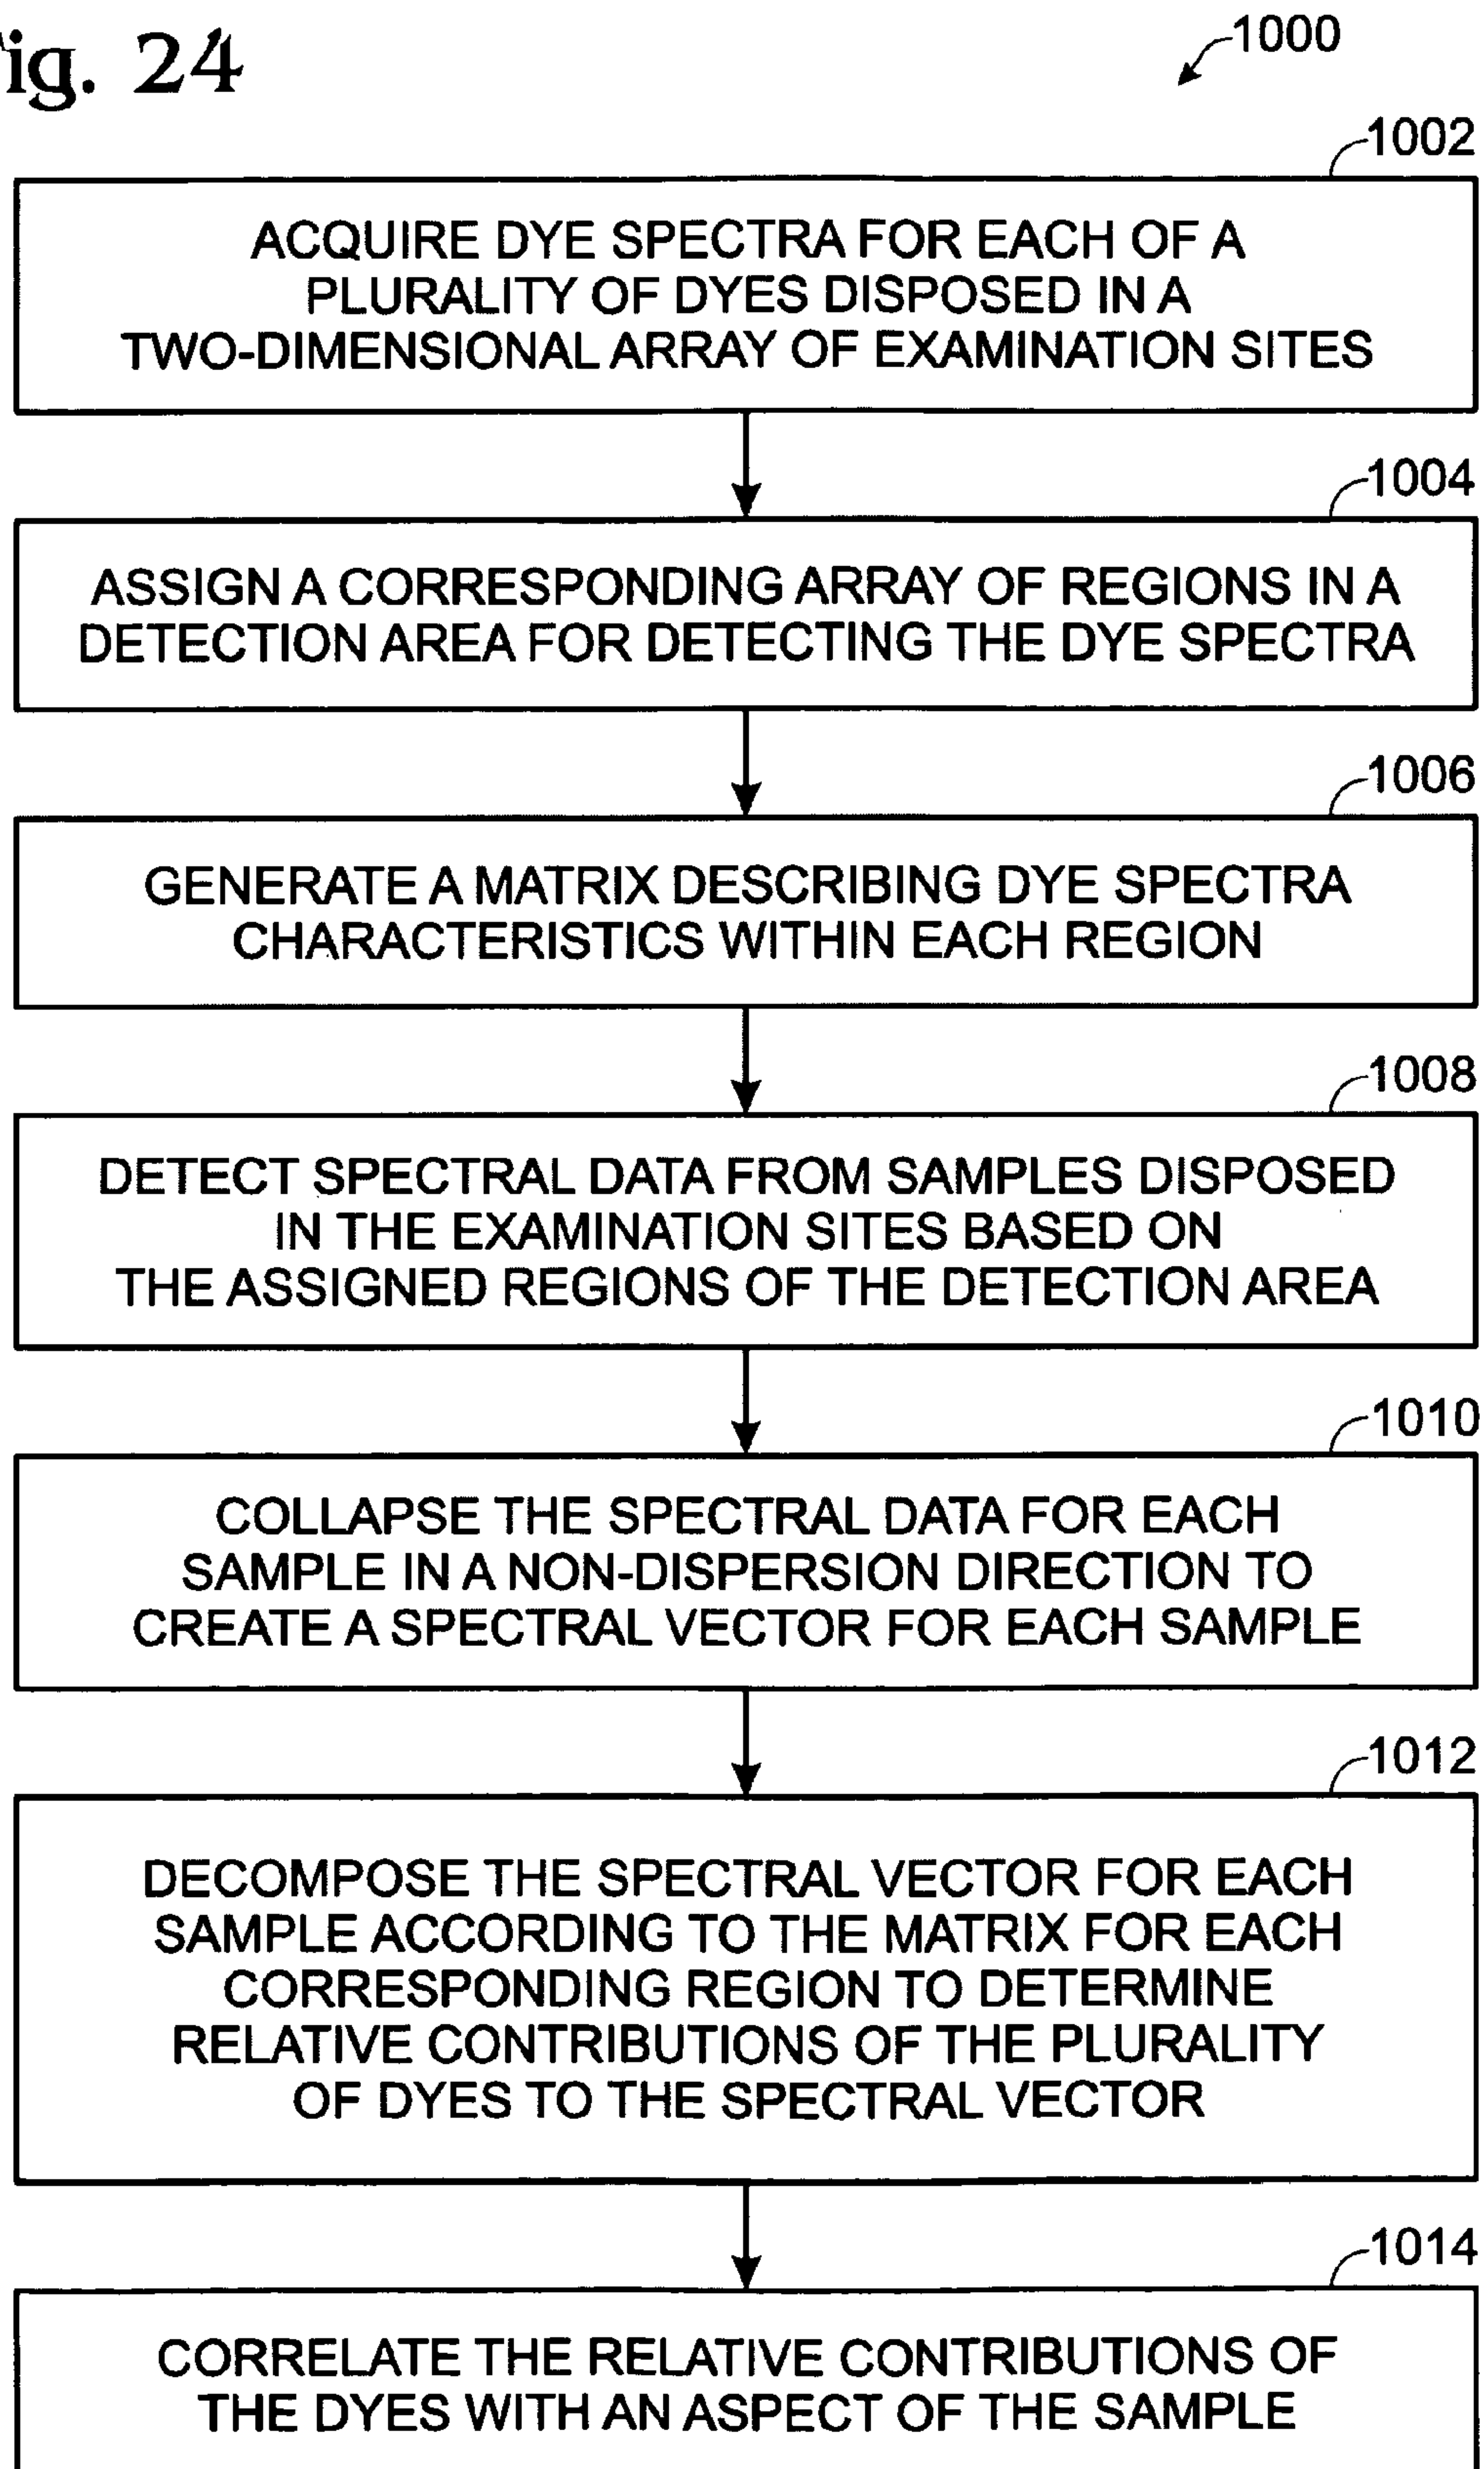 ig. 24
1000
1002
ACQUIRE DYE SPECTRA FOR EACH OF A
PLURALITY OF DYES DISPOSED IN A
TWO-DIMENSIONAL ARRAY OF EXAMINATION SITES
1004
ASSIGN A CORRESPONDING ARRAY OF REGIONS IN A
DETECTION AREA FOR DETECTING THE DYE SPECTRA
1006
GENERATE A MATRIX DESCRIBING DYE SPECTRA
CHARACTERISTICS WITHIN EACH REGION
1008
DETECT SPECTRAL DATA FROM SAMPLES DISPOSED
IN THE EXAMINATION SITES BASED ON
THE ASSIGNED REGIONS OF THE DETECTION AREA
1010
COLLAPSE THE SPECTRAL DATA FOR EACH
SAMPLE IN A NON-DISPERSION DIRECTION TO
CREATE A SPECTRAL VECTOR FOR EACH SAMPLE
1012
DECOMPOSE THE SPECTRAL VECTOR FOR EACH
SAMPLE ACCORDING TO THE MATRIX FOR EACH
CORRESPONDING REGION TO DETERMINE
RELATIVE CONTRIBUTIONS OF THE PLURALITY
OF DYES TO THE SPECTRAL VECTOR
1014
CORRELATE THE RELATIVE CONTRIBUTIONS OF
THE DYES WITH AN ASPECT OF THE SAMPLE